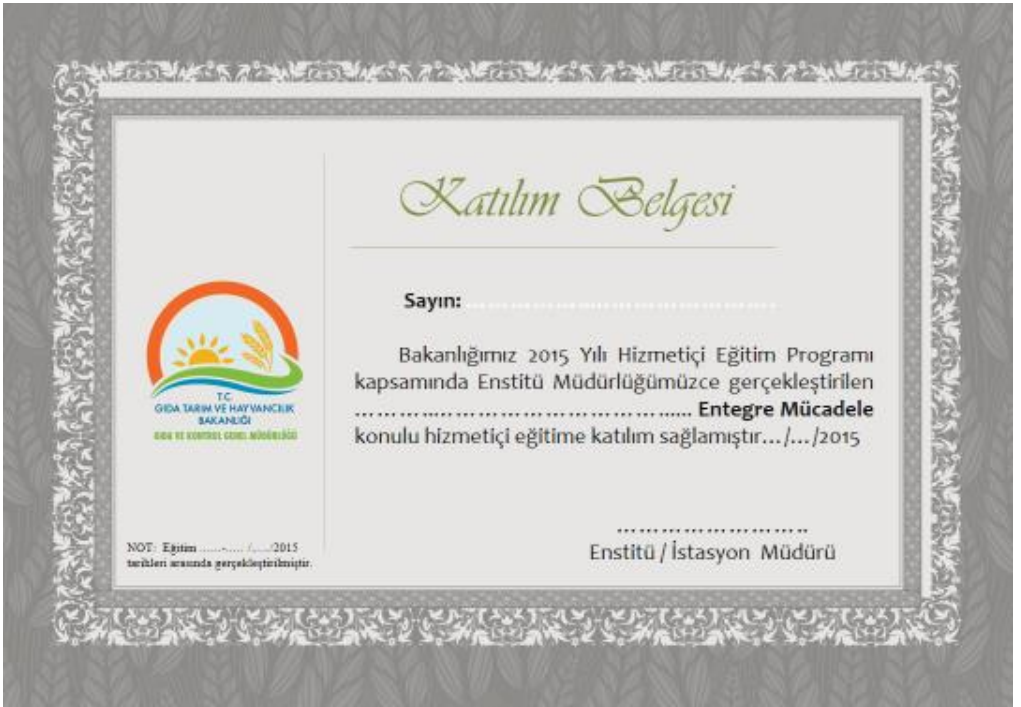 Katılım Belgesi
Sayın: ……………………………………
Bakanlığımız 2015 Yılı Hizmetiçi Eğitim Programı
kapsamında Enstitü Müdürlüğümüzce gerçekleştirilen
……………………………………...... Entegre Mücadele
konulu hizmetiçi eğitime katılım sağlamıştır.../.../2015
T.C.
GIDA TARIM VE HAYVANCILIK
BAKANLIĞI
GIDA VE KONTROL GENEL MÜDÜRLÜĞÜ
NOT: Eğitim ......-..... /...../2015
tarihleri arasında gerçekleştirilmiştir.
……………………..
Enstitü / İstasyon Müdürü